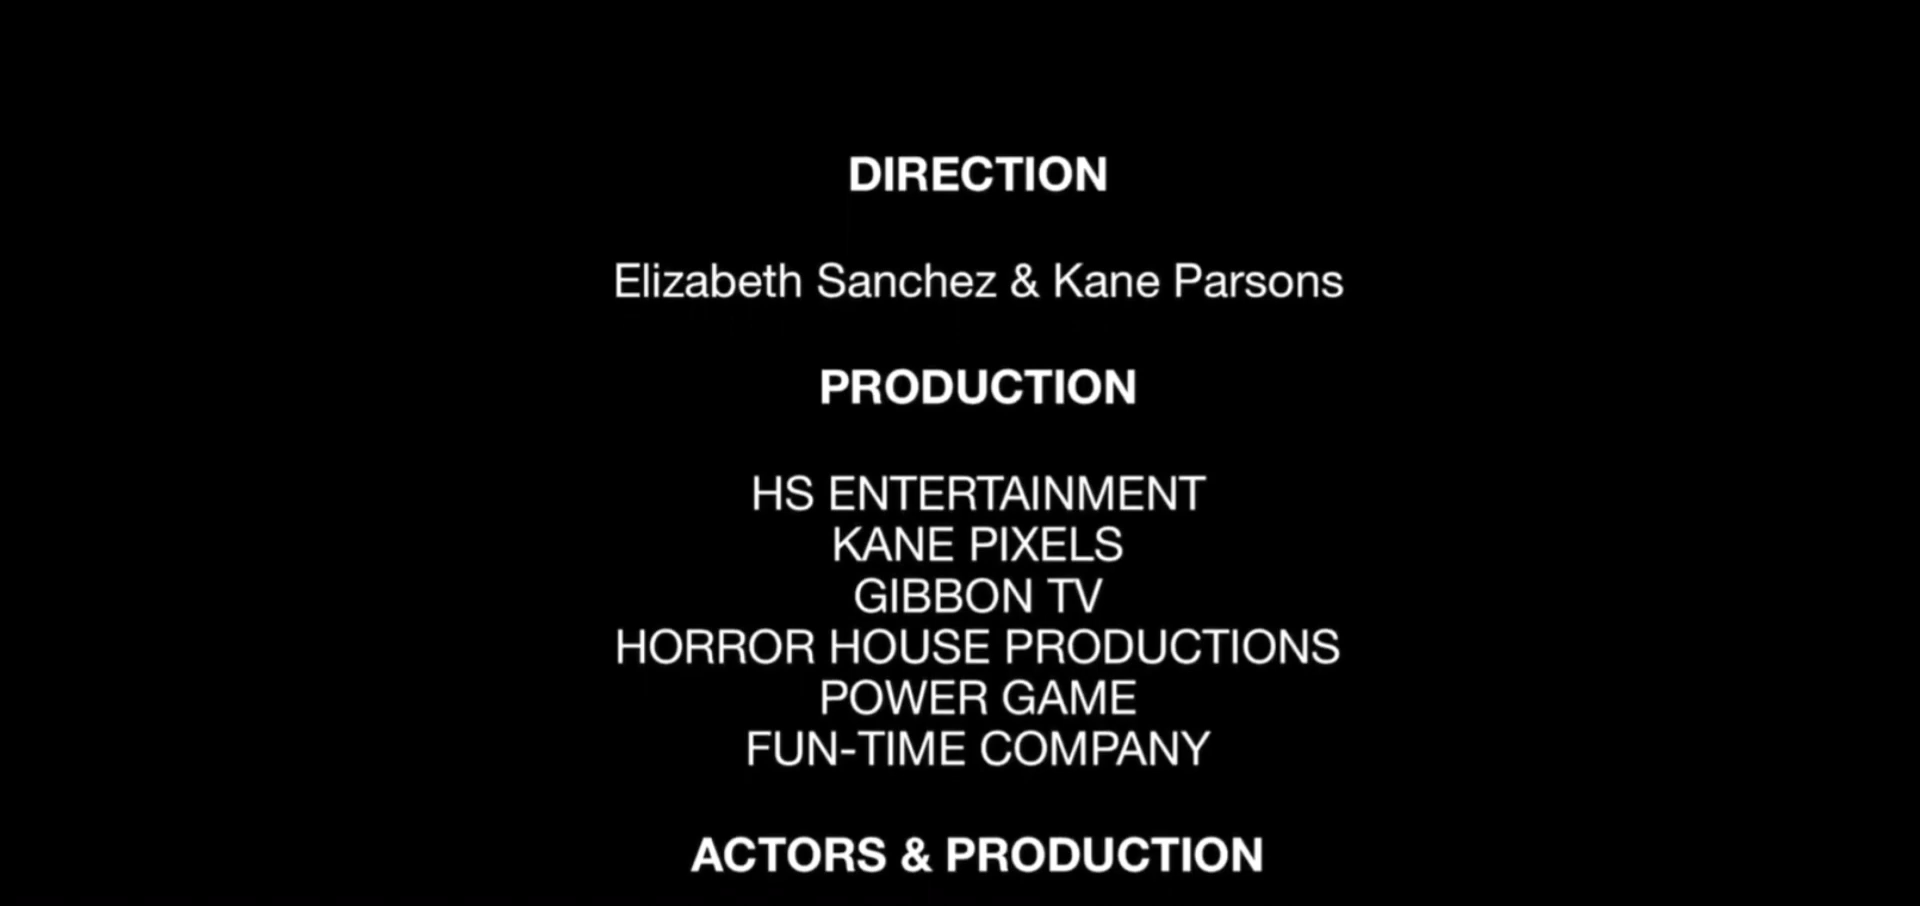 DIRECTION
Elizabeth Sanchez & Kane Parsons
PRODUCTION
HS ENTERTAINMENT
KANE PIXELS
GIBBON TV
HORROR HOUSE PRODUCTIONS
POWER GAME
FUN-TIME COMPANY
ACTORS & PRODUCTION